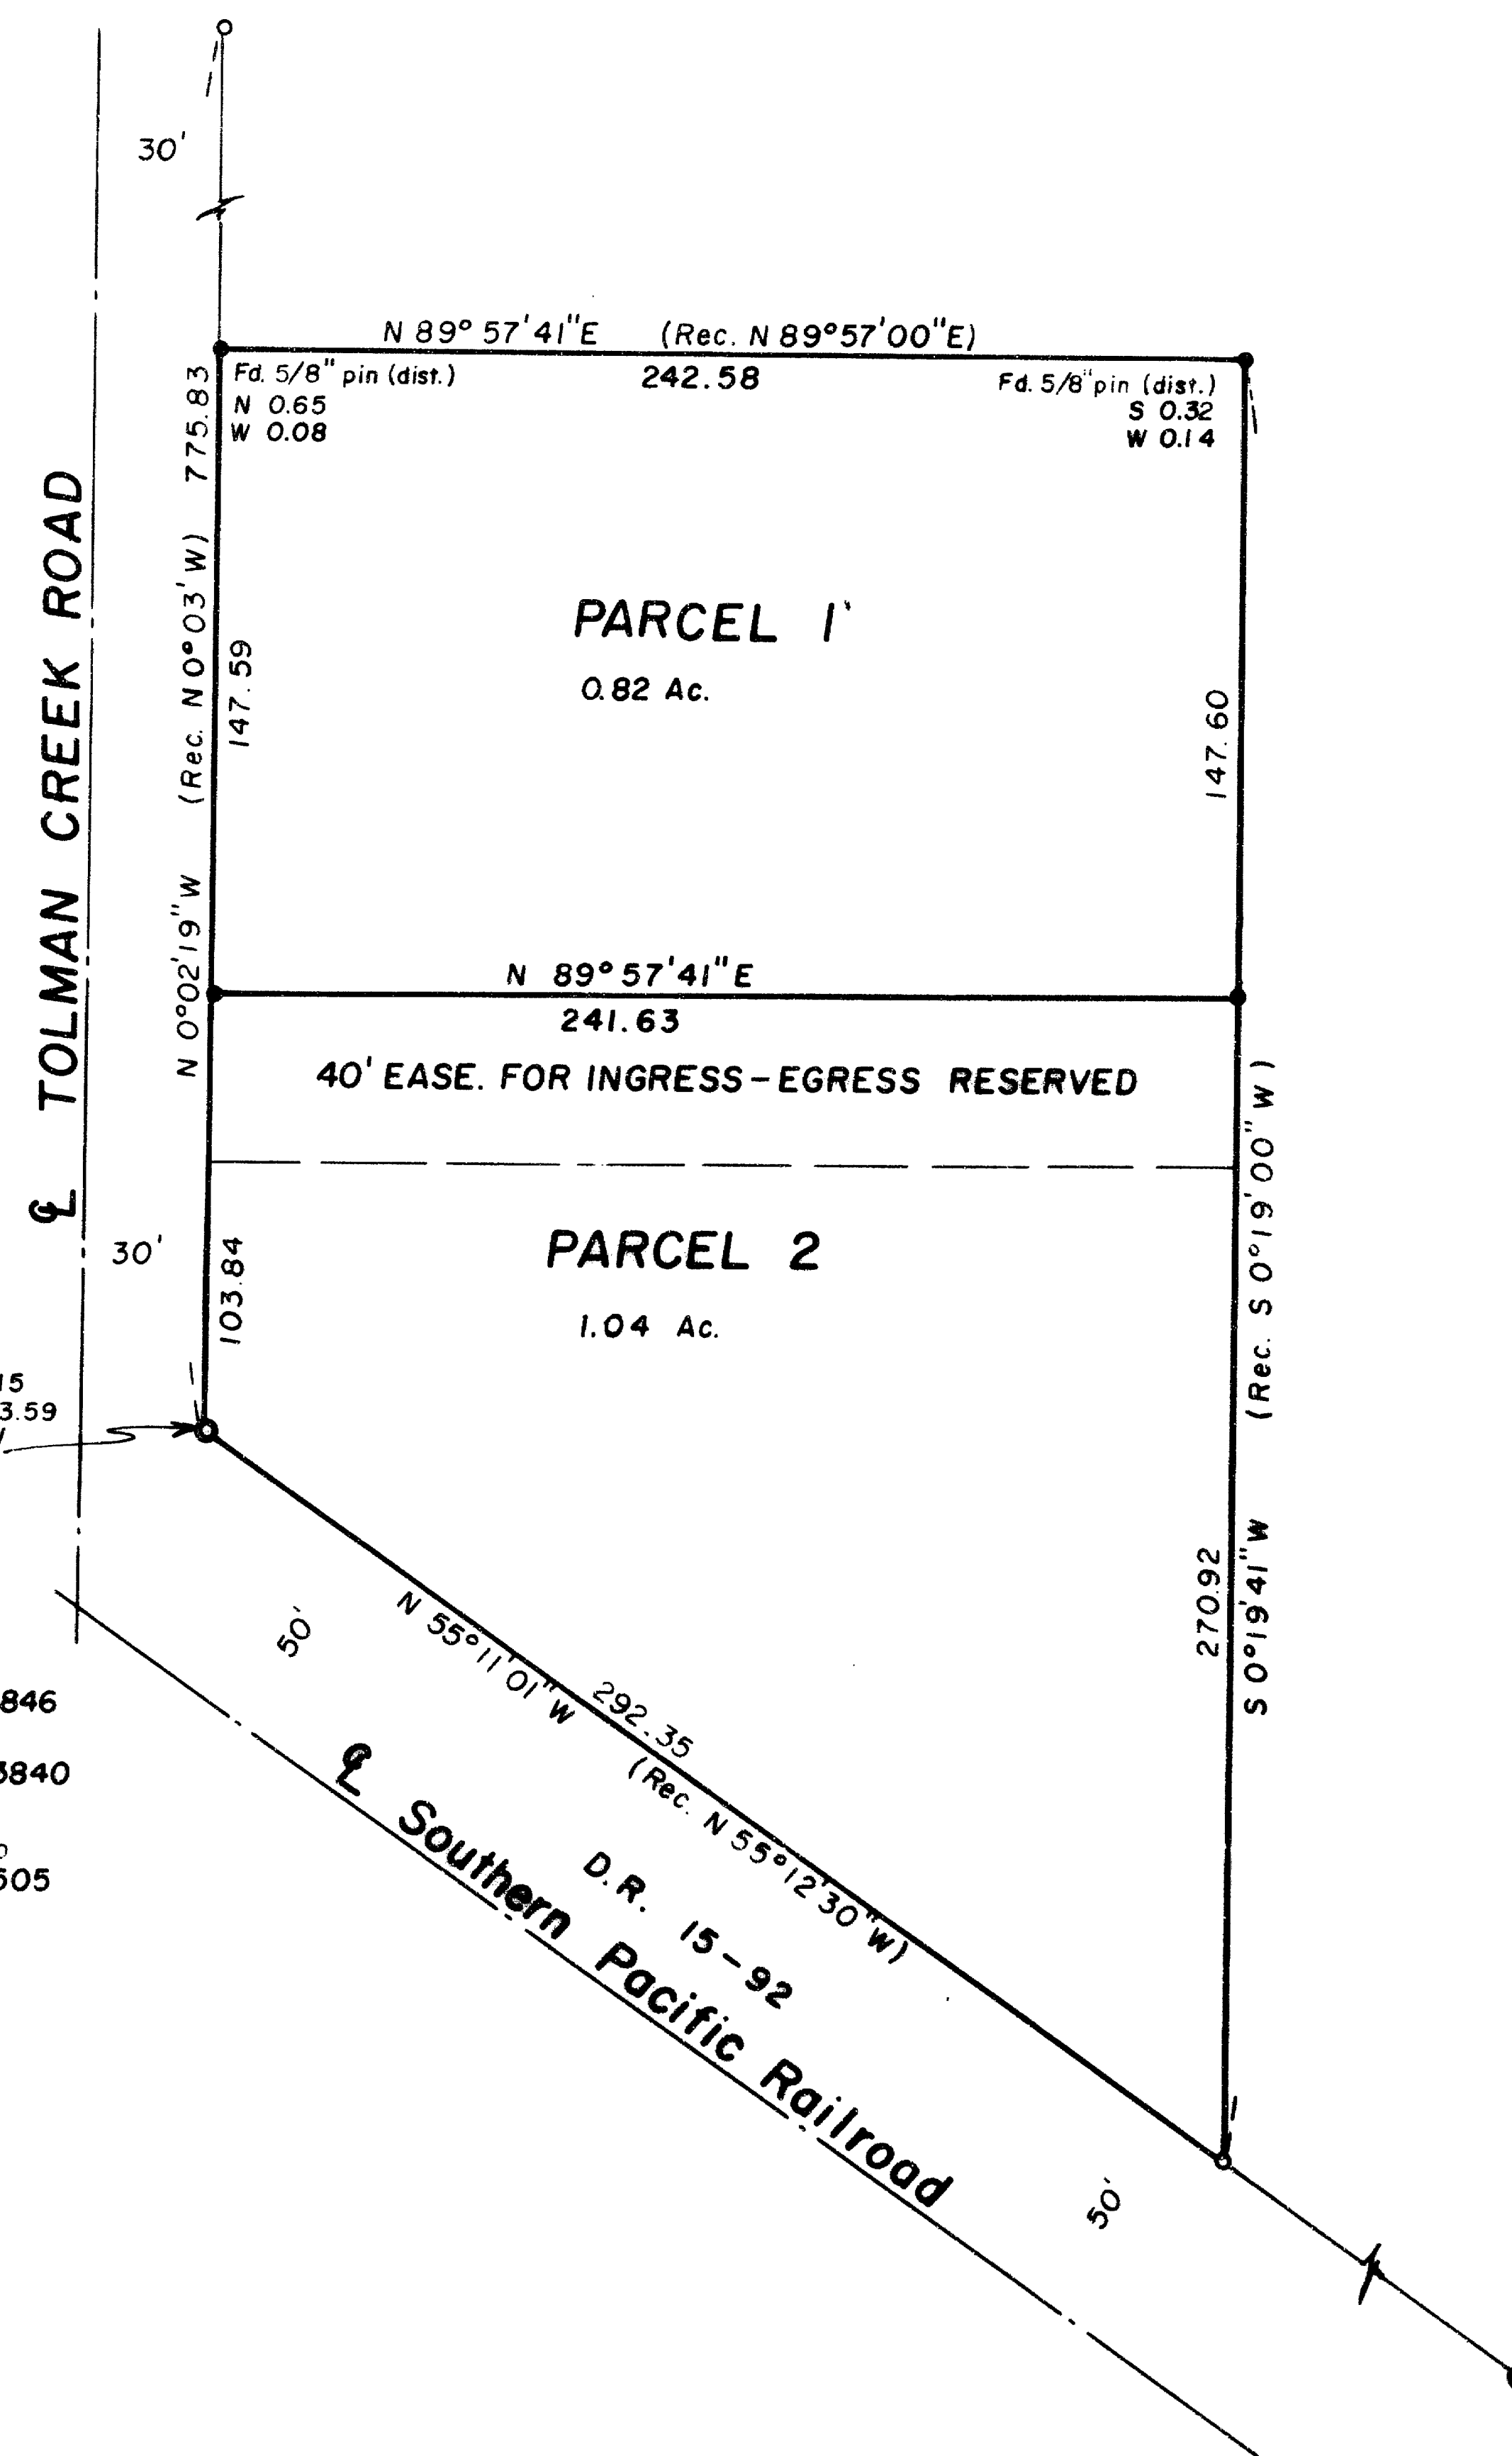 30'
N 89° 57' 41" E (Rec. N 89° 57' 00" E)
242.58
Fd. 5/8" pin (dist.)
N 0.65
W 0.08
Fd. 5/8" pin (dist.)
S 0.32
W 0.14
N 0° 02' 19" W (Rec. N 0° 03' W) 775.83
147.59
PARCEL 1
0.82 Ac.
147.60
℄ TOLMAN CREEK ROAD
N 89° 57' 41" E
241.63
40' EASE. FOR INGRESS-EGRESS RESERVED
PARCEL 2
1.04 Ac.
30'
103.84
S 0° 19' 41" W (Rec. S 0° 19' 00" W)
270.92
15
3.59
N 55° 11' 01" W (Rec. N 55° 12' 30" W)
292.35
50'
846
3840
505
D.R. 15-92
℄ Southern Pacific Railroad
50'